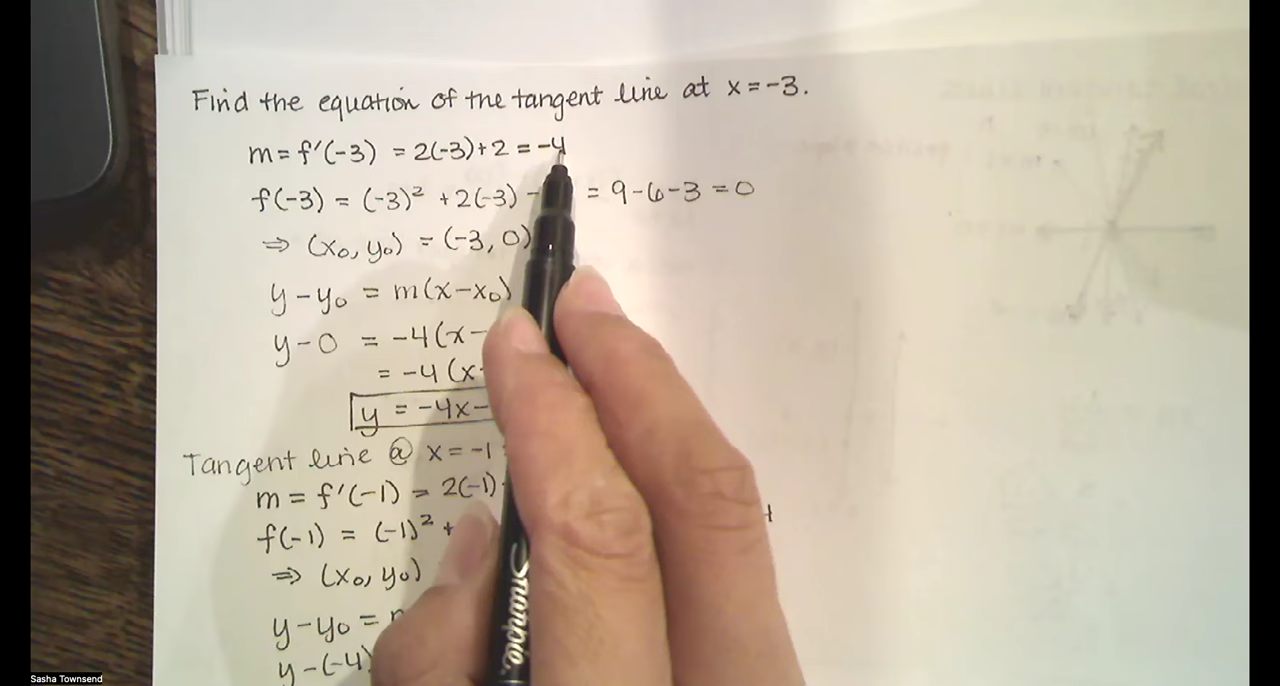 Find the equation of the tangent line at x = -3.
m = f'(-3) = 2(-3)+2 = -4
f(-3) = (-3)² + 2(-3) - = 9-6-3 = 0
⇒ (x₀, y₀) = (-3, 0)
y - y₀ = m(x-x₀)
y - 0 = -4(x-
= -4(x-
y = -4x-
Tangent line @ x = -1
m = f'(-1) = 2(-1)
f(-1) = (-1)² +
⇒ (x₀, y₀)
y - y₀ =
y - (-4)
Sharpie
Sasha Townsend